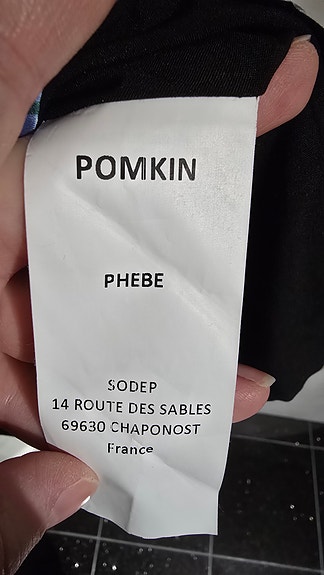 POMKIN
PHEBE
SODEP
14 ROUTE DES SABLES
69630 CHAPONOST
France